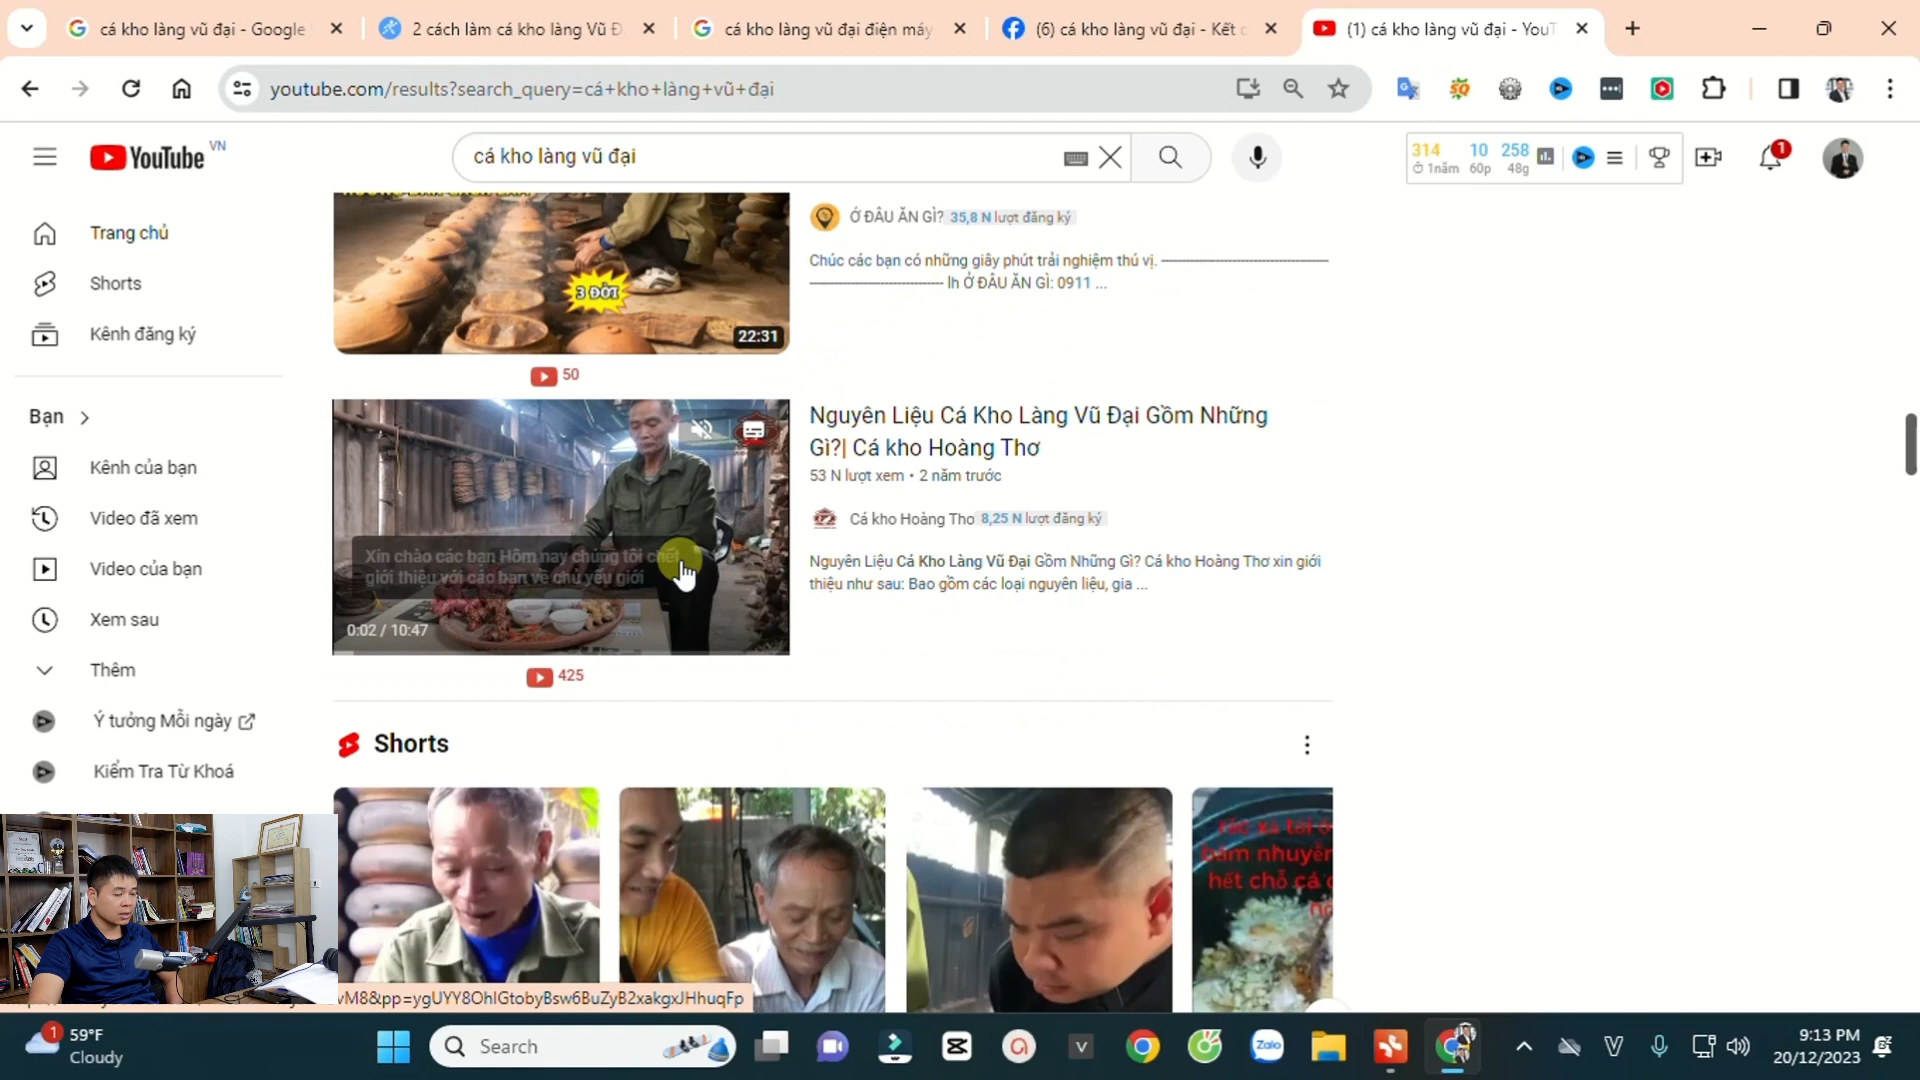 cá kho làng vũ đại - Google
2 cách làm cá kho làng Vũ Đ
cá kho làng vũ đại điện máy
(6) cá kho làng vũ đại - Kết c
(1) cá kho làng vũ đại - YouT
youtube.com/results?search_query=cá+kho+làng+vũ+đại
YouTube VN
cá kho làng vũ đại
314 10 258
1năm 60p 48g
1
Trang chủ
Shorts
Kênh đăng ký
Bạn
Kênh của bạn
Video đã xem
Video của bạn
Xem sau
Thêm
Ý tưởng Mỗi ngày
Kiểm Tra Từ Khoá
3 ĐỜI
22:31
50
Ở ĐÂU ĂN GÌ? 35,8 N lượt đăng ký
Chúc các bạn có những giây phút trải nghiệm thú vị. ----------------------------------
--------------------------- lh Ở ĐÂU ĂN GÌ: 0911 ...
Xin chào các bạn Hôm nay chúng tôi chết
giới thiệu với các bạn về chủ yếu giới
0:02 / 10:47
425
Nguyên Liệu Cá Kho Làng Vũ Đại Gồm Những
Gì?| Cá kho Hoàng Thơ
53 N lượt xem • 2 năm trước
Cá kho Hoàng Thơ 8,25 N lượt đăng ký
Nguyên Liệu Cá Kho Làng Vũ Đại Gồm Những Gì? Cá kho Hoàng Thơ xin giới
thiệu như sau: Bao gồm các loại nguyên liệu, gia ...
Shorts
băm nhuyễn
hết chỗ cá
vM8&pp=ygUYY8OhIGtobyBsw6BuZyB2xakgxJHhuqFp
1
59°F
Cloudy
Search
Zalo
9:13 PM
20/12/2023